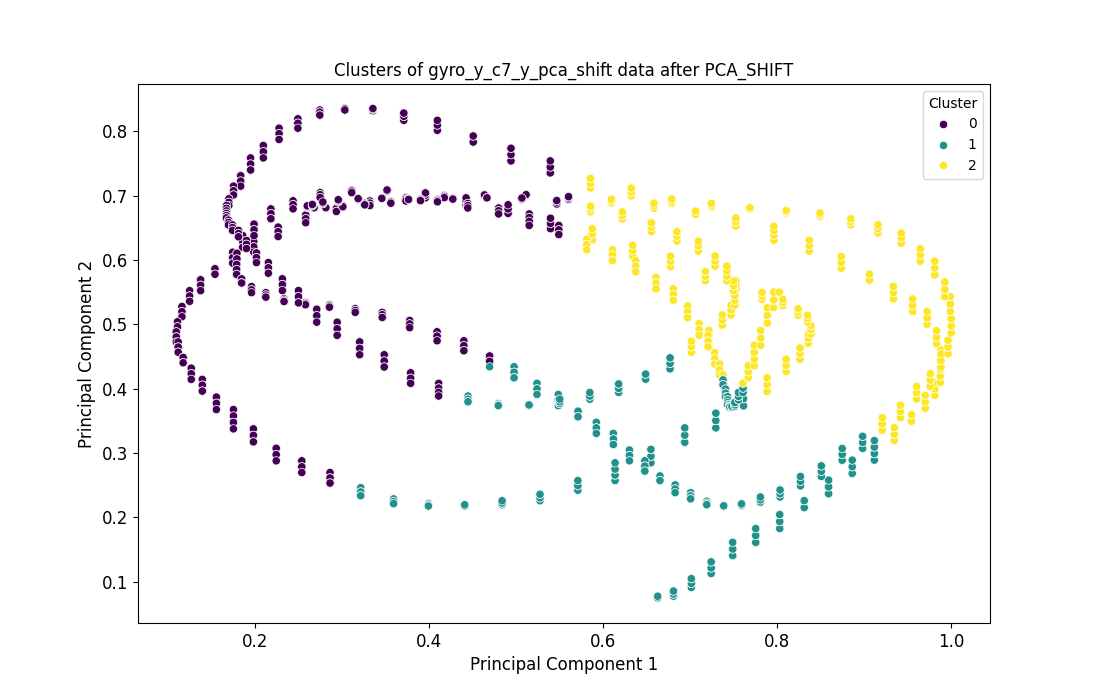 Clusters of gyro_y_c7_y_pca_shift data after PCA_SHIFT
Cluster
0
1
2
Principal Component 2
0.8
0.7
0.6
0.5
0.4
0.3
0.2
0.1
0.2 0.4 0.6 0.8 1.0
Principal Component 1